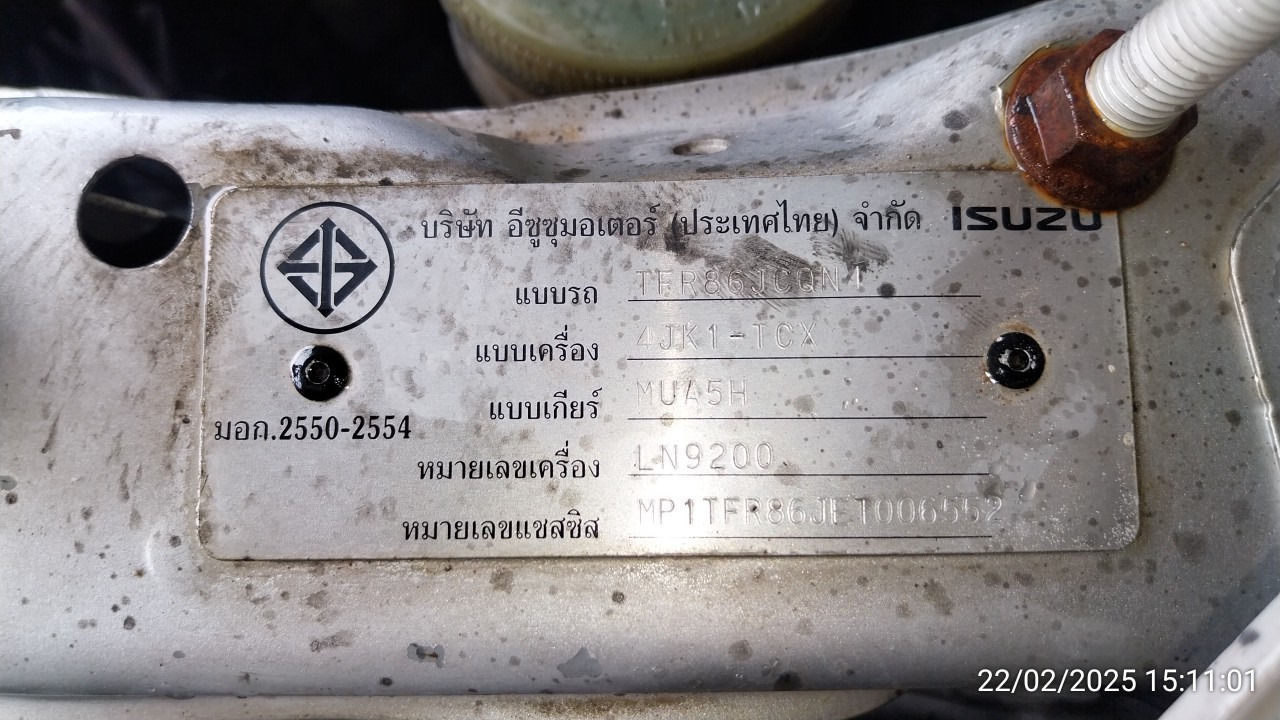 บริษัท อีซูซุมอเตอร์ (ประเทศไทย) จำกัด ISUZU
แบบรถ TFR86JCQN1
แบบเครื่อง 4JK1-TCX
แบบเกียร์ MUA5H
มอก.2550-2554
หมายเลขเครื่อง LN9200
หมายเลขแชสซิส MP1TFR86JET006552
22/02/2025 15:11:01